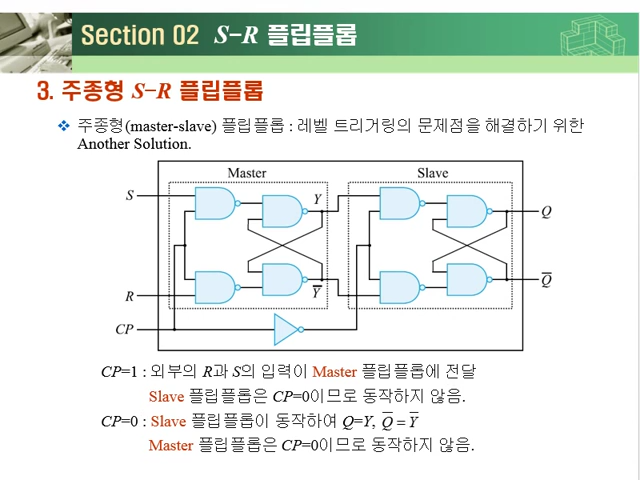 Section 02 S-R 플립플롭
3. 주종형 S-R 플립플롭
❖ 주종형(master-slave) 플립플롭 : 레벨 트리거링의 문제점을 해결하기 위한
Another Solution.
Master Slave
S Y Q
R Y̅ Q̅
CP
CP=1 : 외부의 R과 S의 입력이 Master 플립플롭에 전달
Slave 플립플롭은 CP=0이므로 동작하지 않음.
CP=0 : Slave 플립플롭이 동작하여 Q=Y, Q̅ = Y̅
Master 플립플롭은 CP=0이므로 동작하지 않음.